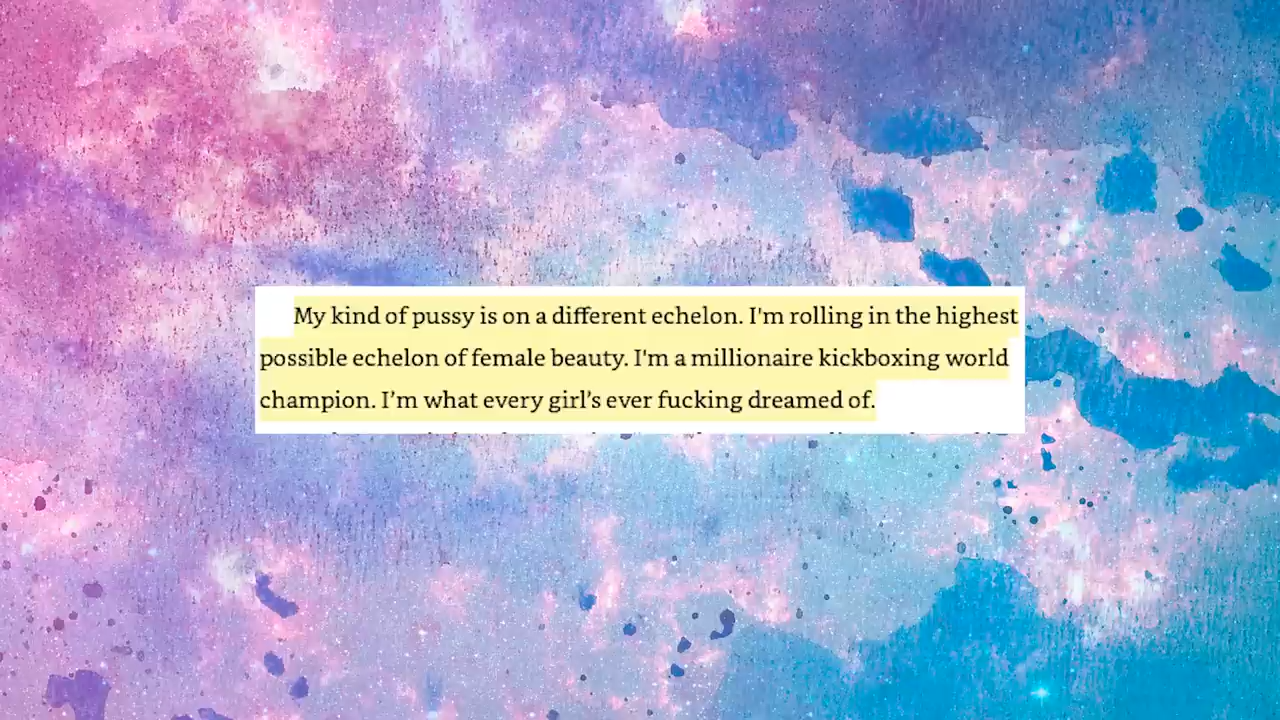 My kind of pussy is on a different echelon. I'm rolling in the highest
possible echelon of female beauty. I'm a millionaire kickboxing world
champion. I’m what every girl’s ever fucking dreamed of.